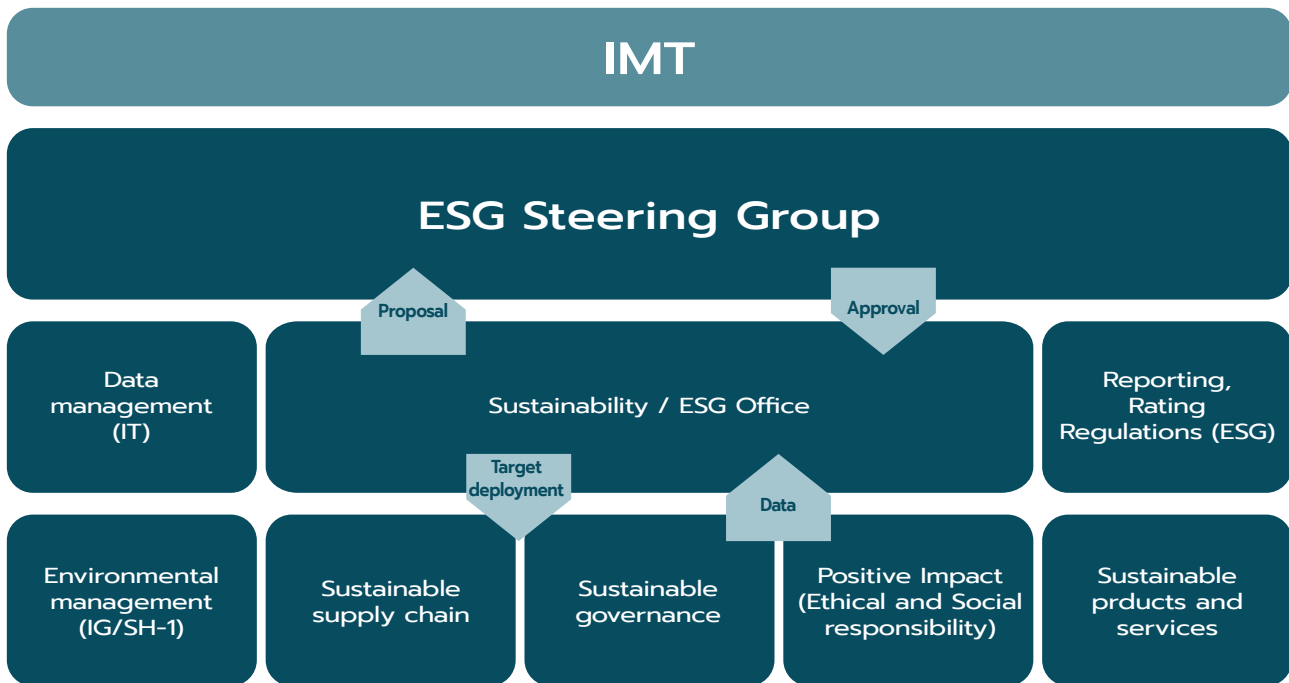 IMT
ESG Steering Group
Proposal
Approval
Data
management
(IT)
Sustainability / ESG Office
Reporting,
Rating
Regulations (ESG)
Target
deployment
Data
Environmental
management
(IG/SH-1)
Sustainable
supply chain
Sustainable
governance
Positive Impact
(Ethical and Social
responsibility)
Sustainable
prducts and
services